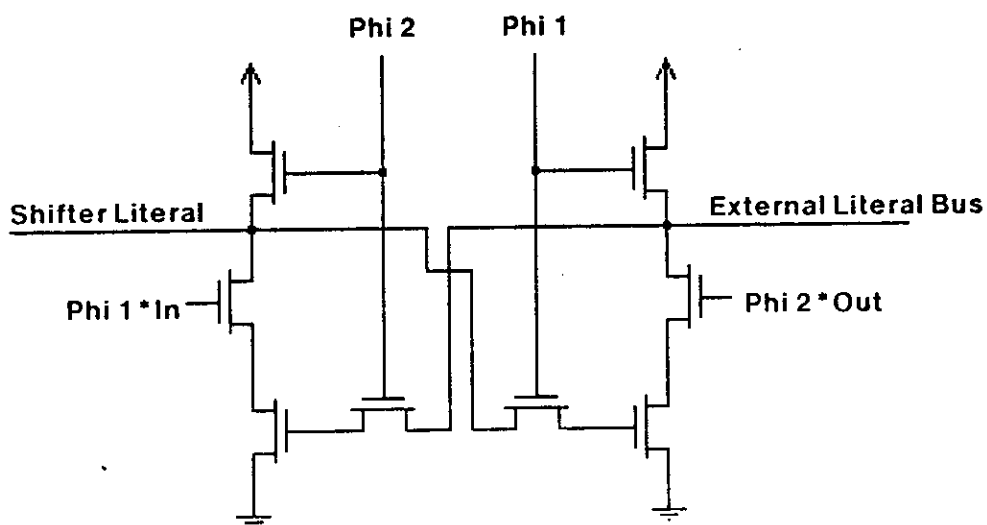 Phi 2
Phi 1
Shifter Literal
External Literal Bus
Phi 1*In
Phi 2*Out